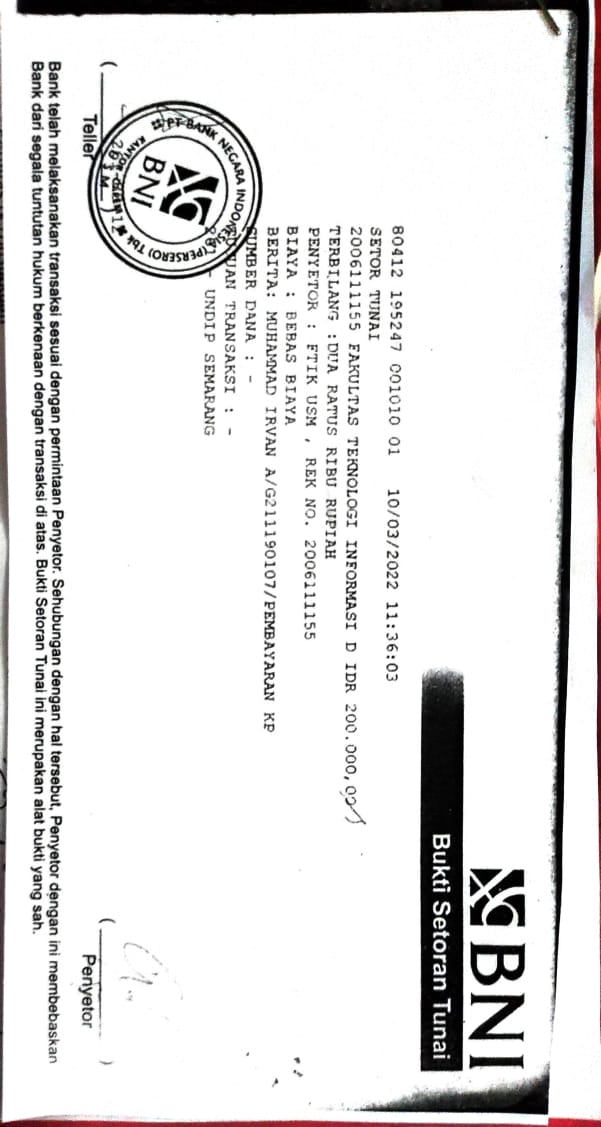 BNI
Bukti Setoran Tunai
80412 195247 001010 01 10/03/2022 11:36:03
SETOR TUNAI
2006111155 FAKULTAS TEKNOLOGI INFORMASI D IDR 200.000,00
TERBILANG :DUA RATUS RIBU RUPIAH
PENYETOR : FTIK USM , REK NO. 2006111155
BIAYA : BEBAS BIAYA
BERITA: MUHAMMAD IRVAN A/G211190107/PEMBAYARAN KP
SUMBER DANA : -
TUJUAN TRANSAKSI : -
UNDIP SEMARANG
PT BANK NEGARA INDONESIA (PERSERO) Tbk
KANTOR
BNI
( )
Teller
( )
Penyetor
Bank telah melaksanakan transaksi sesuai dengan permintaan Penyetor. Sehubungan dengan hal tersebut, Penyetor dengan ini membebaskan
Bank dari segala tuntutan hukum berkenaan dengan transaksi di atas. Bukti Setoran Tunai ini merupakan alat bukti yang sah.